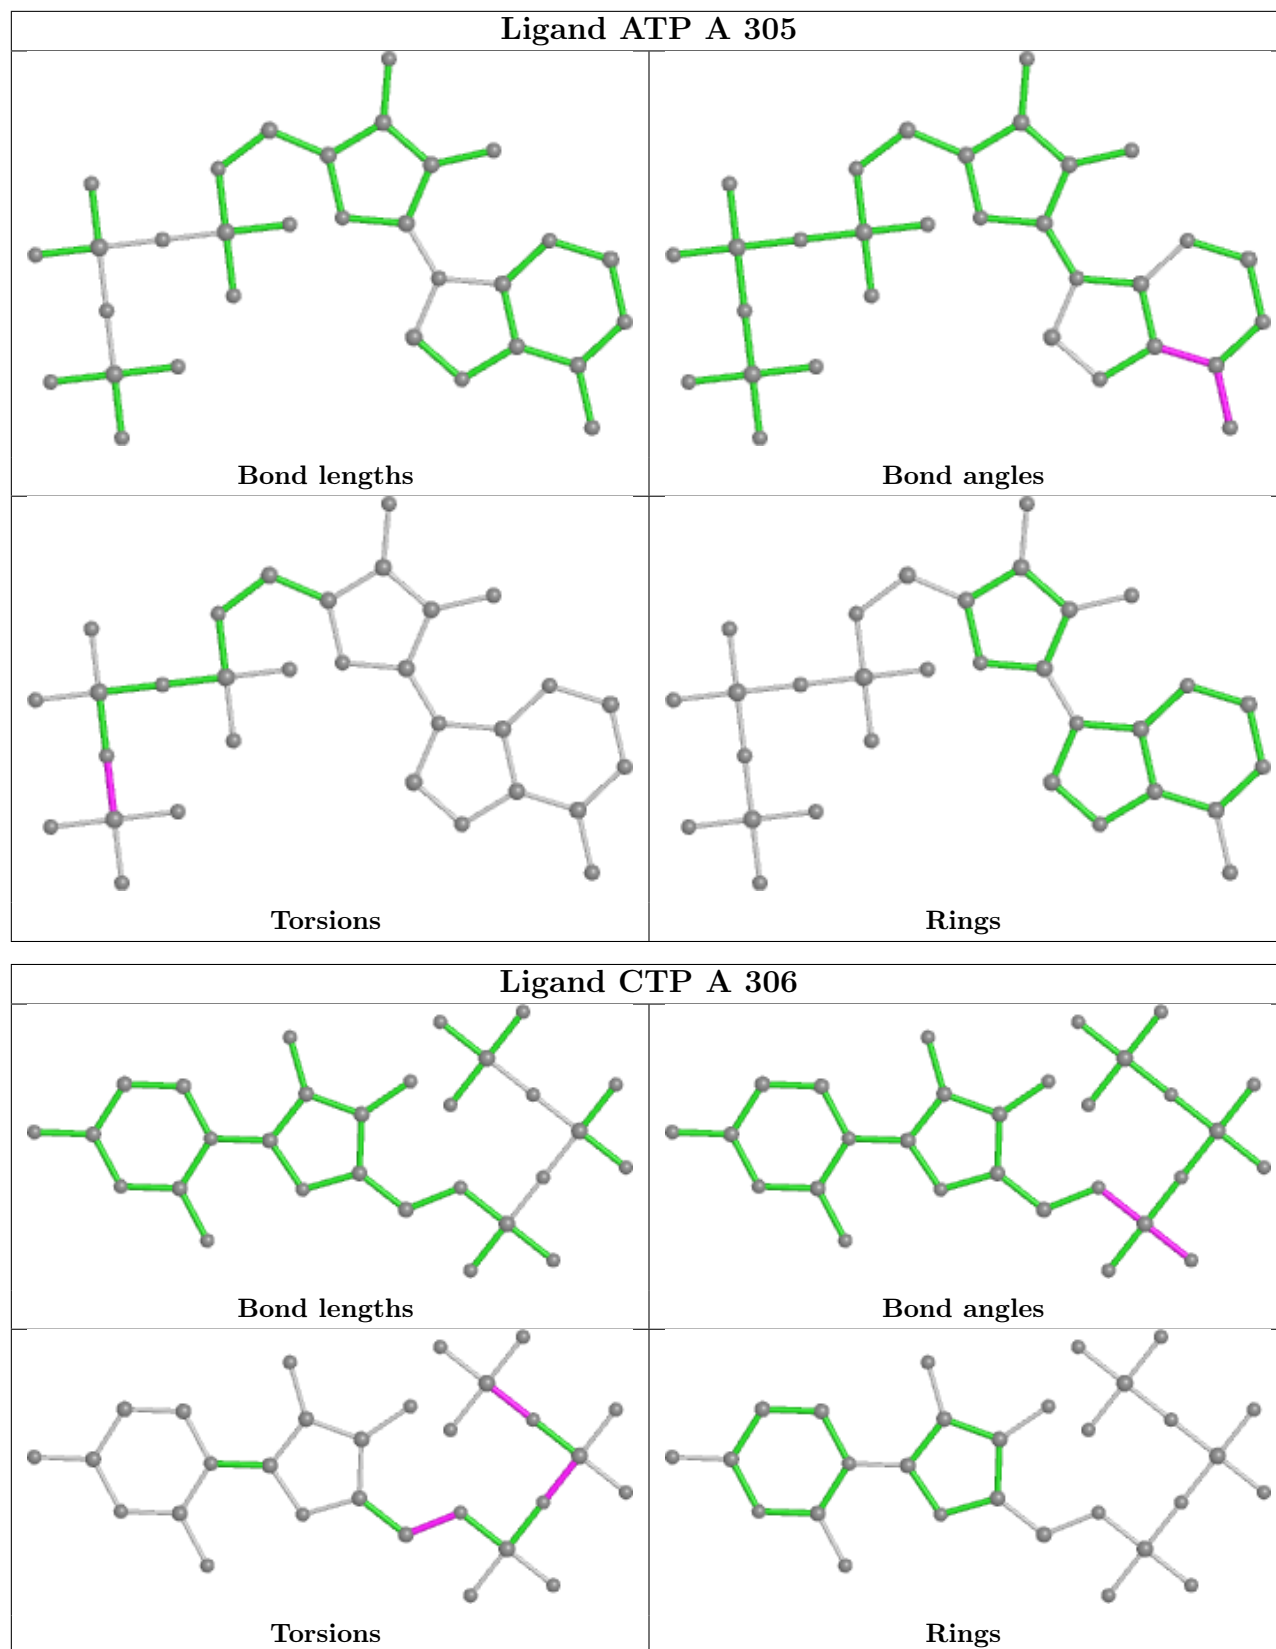 Ligand ATP A 305
Bond lengths
Bond angles
Torsions
Rings
Ligand CTP A 306
Bond lengths
Bond angles
Torsions
Rings